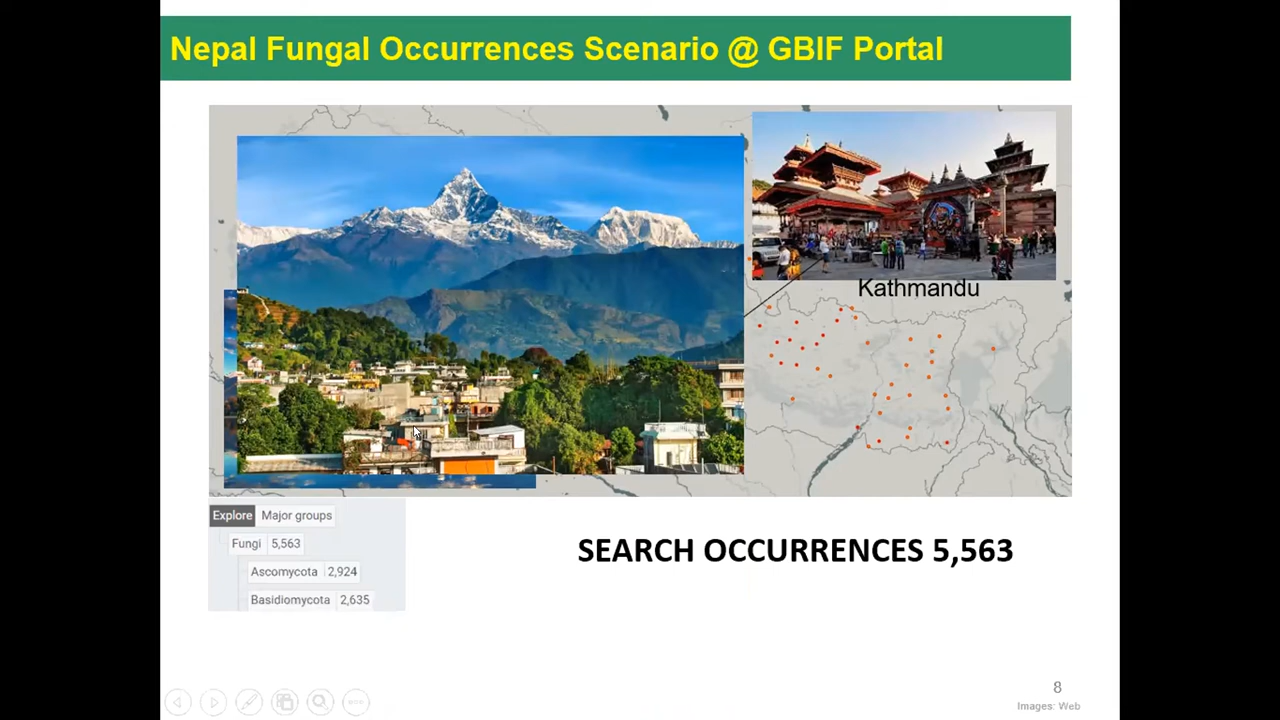 Nepal Fungal Occurrences Scenario @ GBIF Portal
Kathmandu
Explore Major groups
Fungi 5,563
Ascomycota 2,924
Basidiomycota 2,635
SEARCH OCCURRENCES 5,563
8
Images: Web